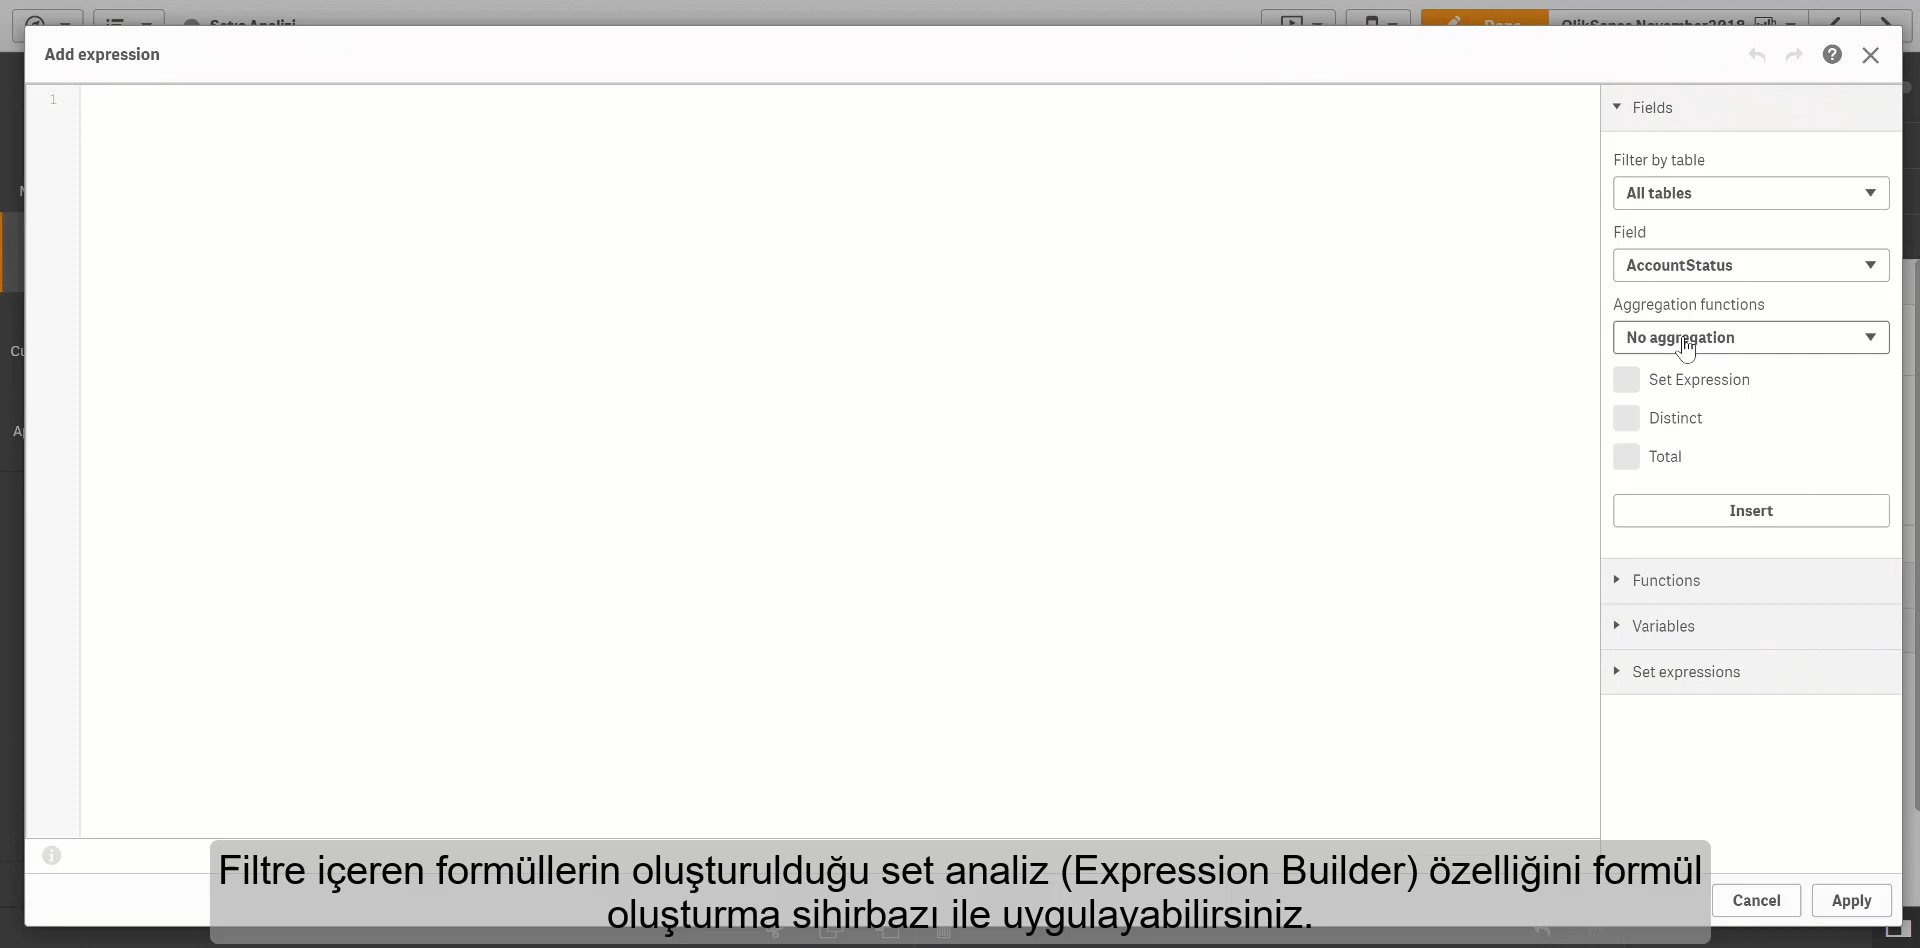 Add expression
1
Fields
Filter by table
All tables
Field
AccountStatus
Aggregation functions
No aggregation
Set Expression
Distinct
Total
Insert
Functions
Variables
Set expressions
Filtre içeren formüllerin oluşturulduğu set analiz (Expression Builder) özelliğini formül
oluşturma sihirbazı ile uygulayabilirsiniz.
Cancel
Apply